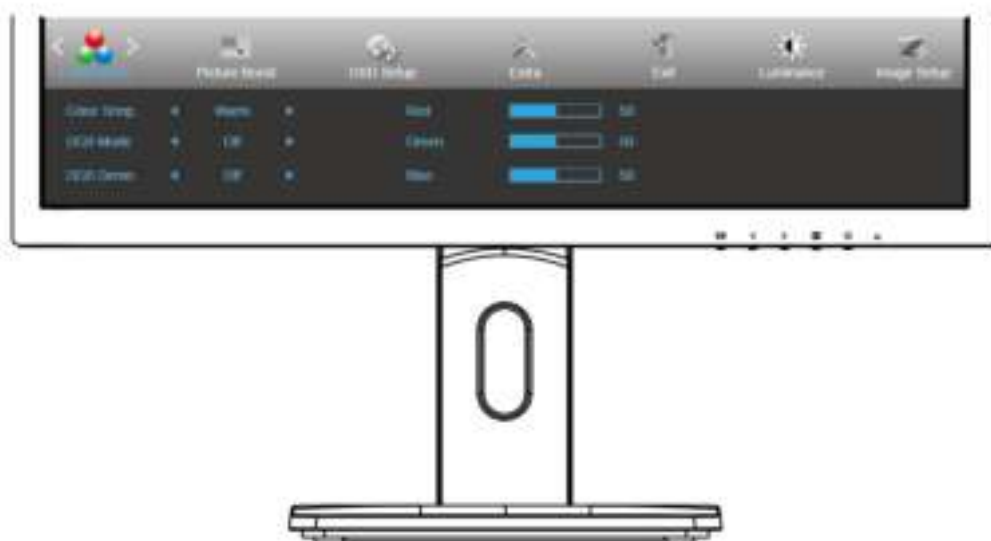 Picture Boost
OSD Setup
Extra
Exit
Luminance
Image Setup
Color Temp.
Warm
Red
50
DCB Mode
Off
Green
50
DCB Demo
Off
Blue
50